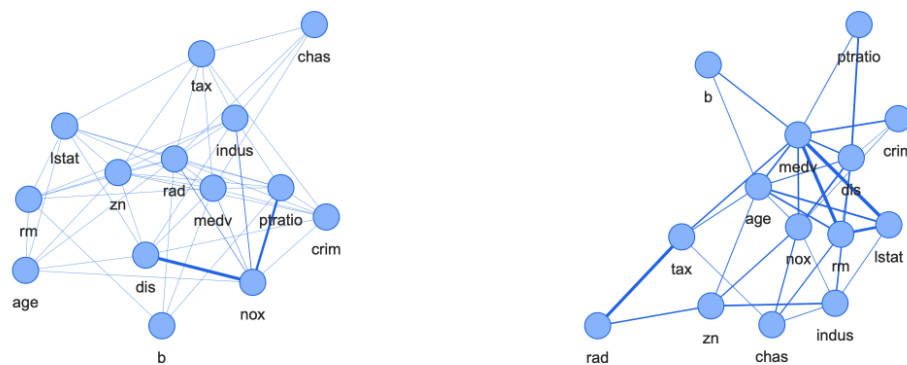 chas
tax
lstat
indus
zn
rad
medv
ptratio
rm
crim
age
dis
nox
b
ptratio
b
crim
medv
dis
age
tax
nox
rm
lstat
rad
zn
chas
indus